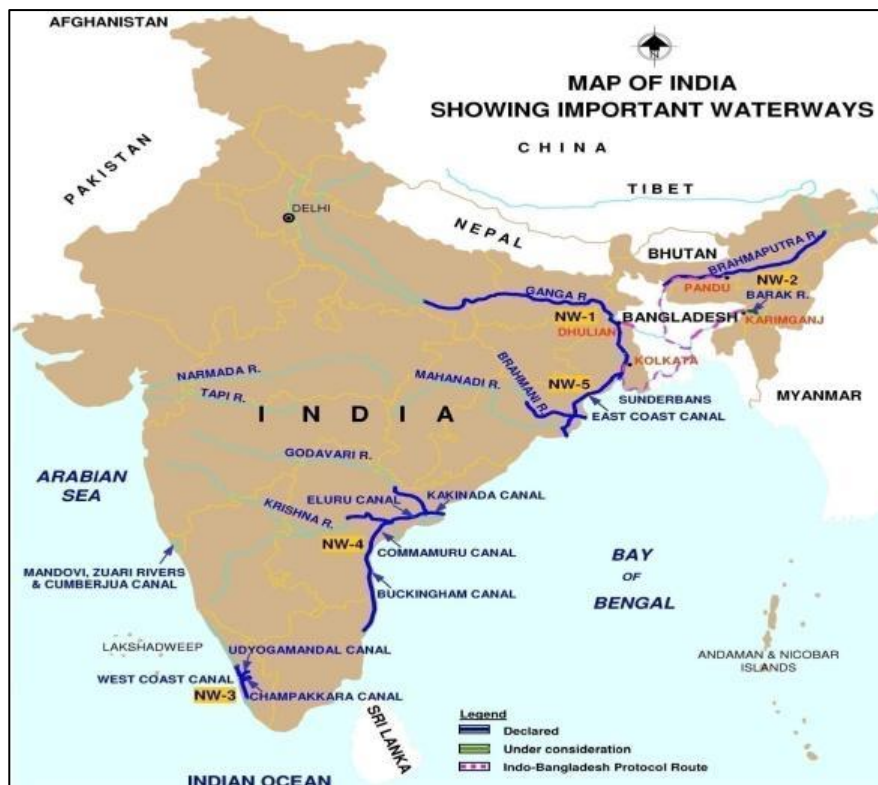 AFGHANISTAN
MAP OF INDIA
SHOWING IMPORTANT WATERWAYS
N
CHINA
PAKISTAN
TIBET
DELHI
NEPAL
BHUTAN
BRAHMAPUTRA R.
PANDU
NW-2
GANGA R.
BARAK R.
NW-1
BANGLADESH
DHULIAN
KARIMGANJ
KOLKATA
NARMADA R.
MAHANADI R.
BRAHMANI R.
NW-5
MYANMAR
TAPI R.
SUNDERBANS
INDIA
EAST COAST CANAL
GODAVARI R.
ARABIAN
SEA
ELURU CANAL
KAKINADA CANAL
KRISHNA R.
NW-4
COMMAMURU CANAL
BAY
OF
BENGAL
MANDOVI, ZUARI RIVERS
& CUMBERJUA CANAL
BUCKINGHAM CANAL
LAKSHADWEEP
UDYOGAMANDAL CANAL
ANDAMAN & NICOBAR
ISLANDS
WEST COAST CANAL
NW-3
CHAMPAKKARA CANAL
SRI LANKA
Legend
Declared
Under consideration
Indo-Bangladesh Protocol Route
INDIAN OCEAN